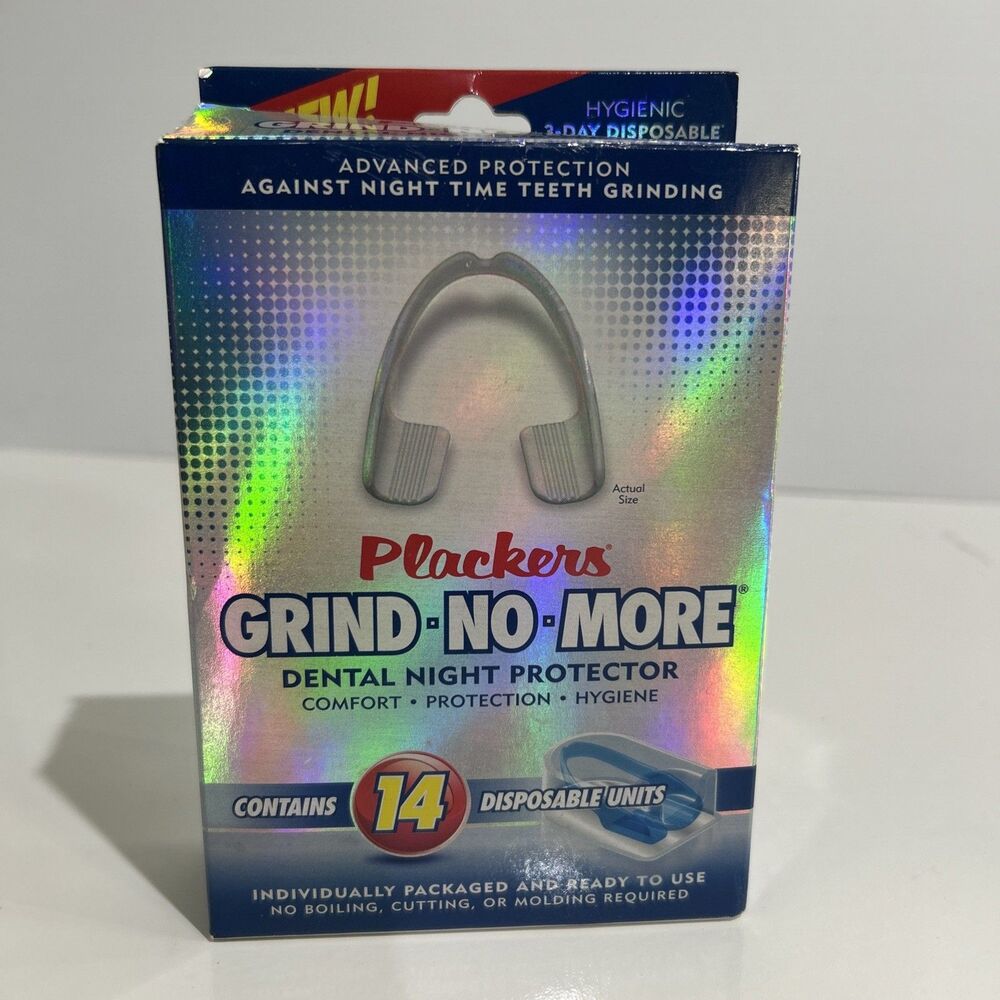 NEW!
HYGIENIC
3-DAY DISPOSABLE
GRIND
ADVANCED PROTECTION
AGAINST NIGHT TIME TEETH GRINDING
Actual
Size
Plackers®
GRIND·NO·MORE®
DENTAL NIGHT PROTECTOR
COMFORT • PROTECTION • HYGIENE
CONTAINS 14 DISPOSABLE UNITS
INDIVIDUALLY PACKAGED AND READY TO USE
NO BOILING, CUTTING, OR MOLDING REQUIRED